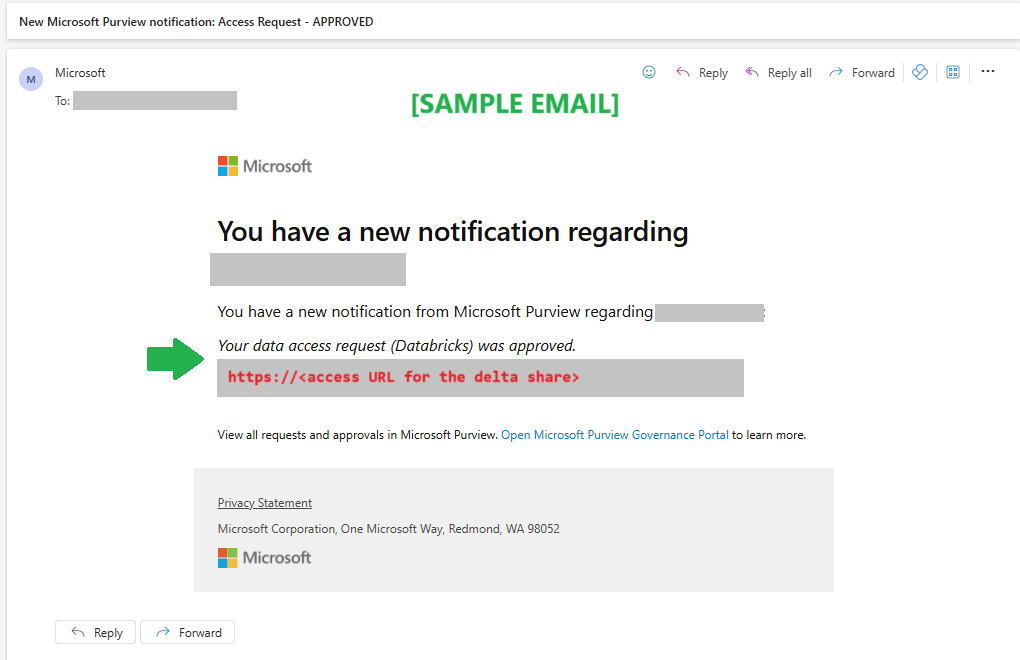 New Microsoft Purview notification: Access Request - APPROVED
M
Microsoft
Reply
Reply all
Forward
To:
[SAMPLE EMAIL]
Microsoft
You have a new notification regarding
You have a new notification from Microsoft Purview regarding :
Your data access request (Databricks) was approved.
https://<access URL for the delta share>
View all requests and approvals in Microsoft Purview. Open Microsoft Purview Governance Portal to learn more.
Privacy Statement
Microsoft Corporation, One Microsoft Way, Redmond, WA 98052
Microsoft
Reply
Forward